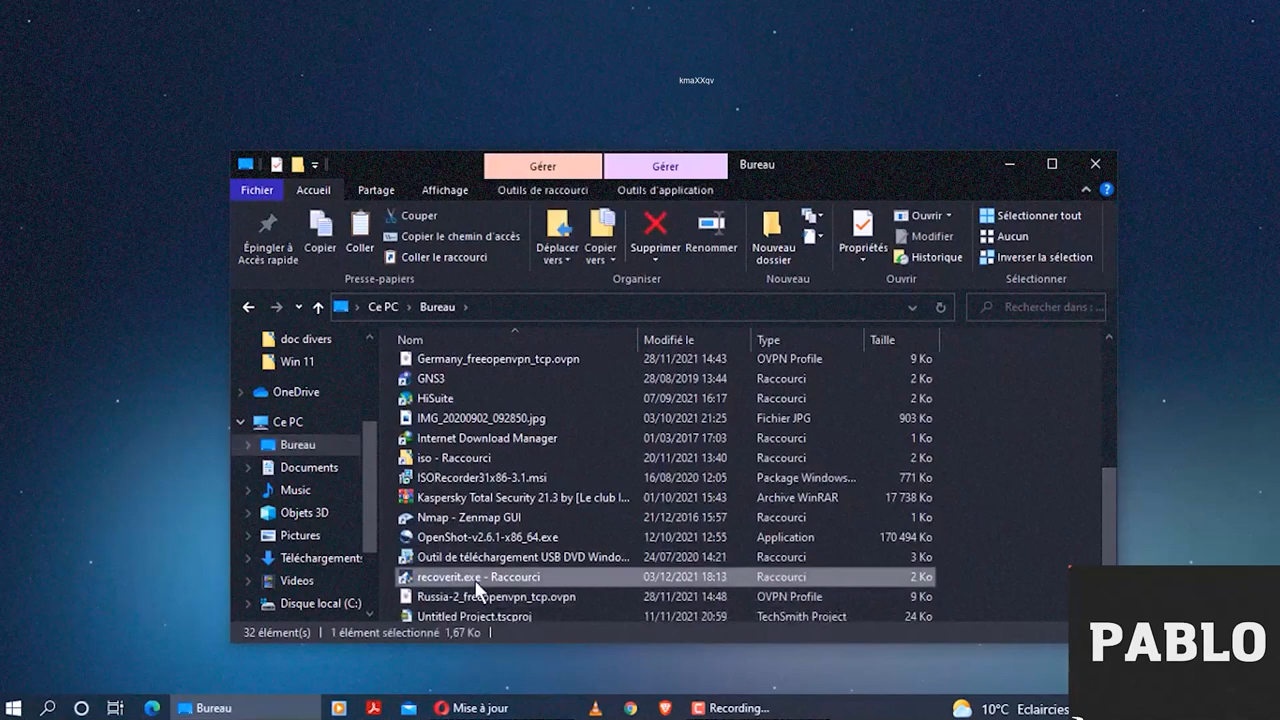 kmaXXqv
Gérer Gérer Bureau
Fichier Accueil Partage Affichage Outils de raccourci Outils d'application
Épingler à Accès rapide
Copier
Coller
Couper
Copier le chemin d'accès
Coller le raccourci
Presse-papiers
Déplacer vers
Copier vers
Supprimer
Renommer
Organiser
Nouveau dossier
Nouveau
Propriétés
Ouvrir
Modifier
Historique
Ouvrir
Sélectionner tout
Aucun
Inverser la sélection
Sélectionner
Ce PC > Bureau >
Rechercher dans : ...
doc divers
Win 11
OneDrive
Ce PC
Bureau
Documents
Music
Objets 3D
Pictures
Téléchargements
Videos
Disque local (C:)
Nom Modifié le Type Taille
Germany_freeopenvpn_tcp.ovpn 28/11/2021 14:43 OVPN Profile 9 Ko
GNS3 28/08/2019 13:44 Raccourci 2 Ko
HiSuite 07/09/2021 16:17 Raccourci 2 Ko
IMG_20200902_092850.jpg 03/10/2021 21:25 Fichier JPG 903 Ko
Internet Download Manager 01/03/2017 17:03 Raccourci 1 Ko
iso - Raccourci 20/11/2021 13:40 Raccourci 2 Ko
ISORecorder31x86-3.1.msi 16/08/2020 12:05 Package Windows... 771 Ko
Kaspersky Total Security 21.3 by [Le club l... 01/10/2021 15:43 Archive WinRAR 17 738 Ko
Nmap - Zenmap GUI 21/12/2016 15:57 Raccourci 2 Ko
OpenShot-v2.6.1-x86_64.exe 12/10/2021 12:55 Application 170 494 Ko
Outil de téléchargement USB DVD Windo... 24/07/2020 14:21 Raccourci 3 Ko
recoverit.exe - Raccourci 03/12/2021 18:13 Raccourci 2 Ko
Russia-2_freeopenvpn_tcp.ovpn 28/11/2021 14:48 OVPN Profile 9 Ko
Untitled Project.tscproj 11/11/2021 20:59 TechSmith Project 24 Ko
32 élément(s) 1 élément sélectionné 1,67 Ko
PABLO
Bureau Mise à jour Recording... 10°C Eclaircies